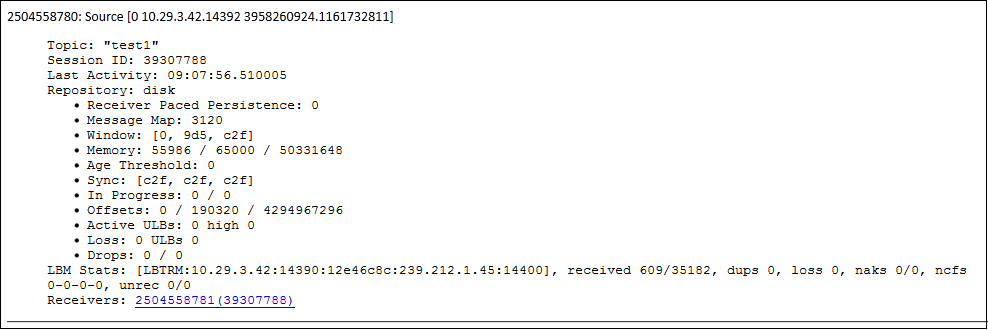 2504558780: Source [0 10.29.3.42.14392 3958260924.1161732811]
Topic: "test1"
Session ID: 39307788
Last Activity: 09:07:56.510005
Repository: disk
• Receiver Paced Persistence: 0
• Message Map: 3120
• Window: [0, 9d5, c2f]
• Memory: 55986 / 65000 / 50331648
• Age Threshold: 0
• Sync: [c2f, c2f, c2f]
• In Progress: 0 / 0
• Offsets: 0 / 190320 / 4294967296
• Active ULBs: 0 high 0
• Loss: 0 ULBs 0
• Drops: 0 / 0
LBM Stats: [LBTRM:10.29.3.42:14390:12e46c8c:239.212.1.45:14400], received 609/35182, dups 0, loss 0, naks 0/0, ncfs
0-0-0-0, unrec 0/0
Receivers: 2504558781(39307788)